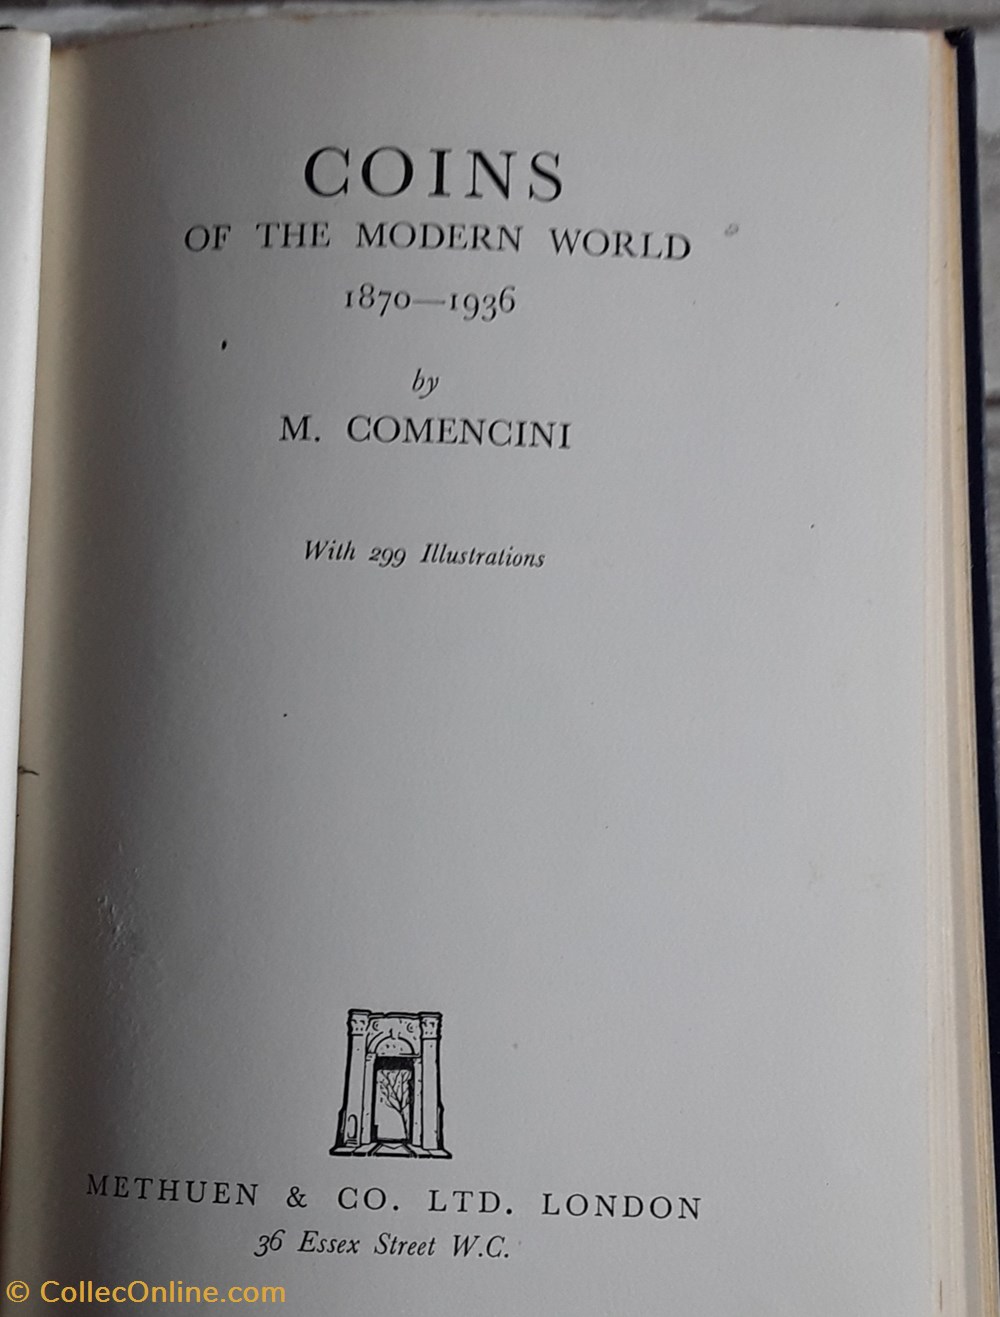 COINS
OF THE MODERN WORLD
1870—1936
by
M. COMENCINI
With 299 Illustrations
METHUEN & CO. LTD. LONDON
36 Essex Street W.C.
© CollecOnline.com